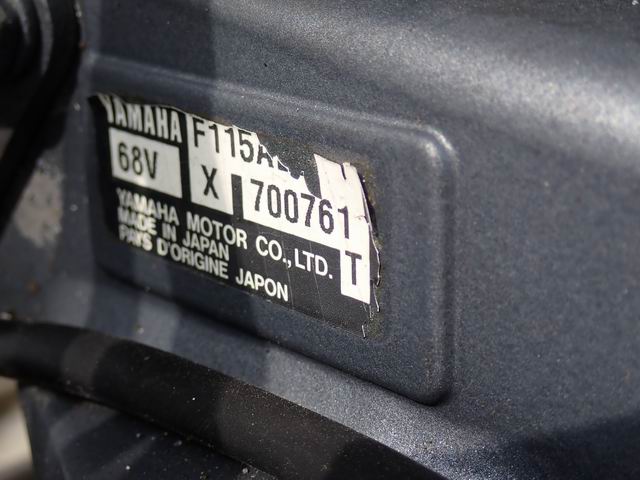 YAMAHA F115A
68V X 700761 T
YAMAHA MOTOR CO.,LTD.
MADE IN JAPAN
PAYS D'ORIGINE JAPON